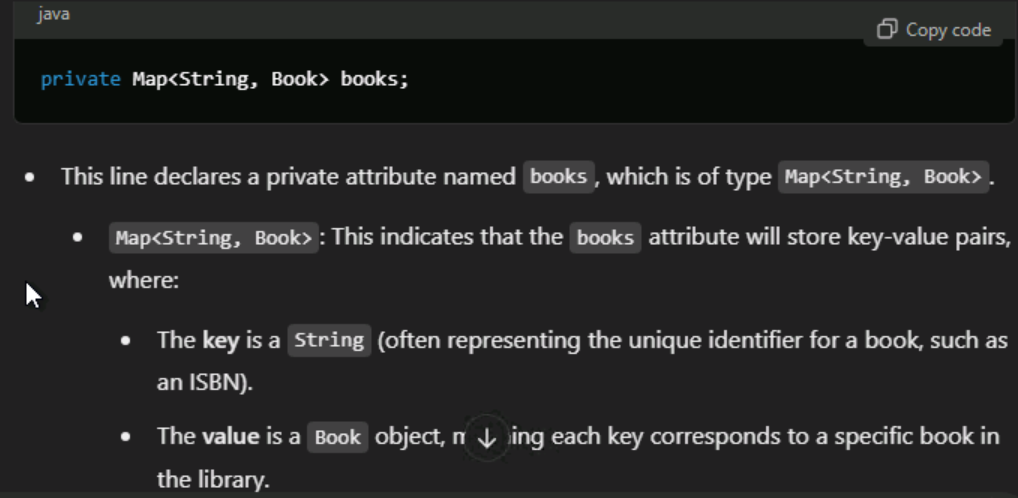 java
Copy code
private Map<String, Book> books;
• This line declares a private attribute named books, which is of type Map<String, Book>.
• Map<String, Book>: This indicates that the books attribute will store key-value pairs,
where:
• The key is a String (often representing the unique identifier for a book, such as
an ISBN).
• The value is a Book object, each key corresponds to a specific book in
the library.